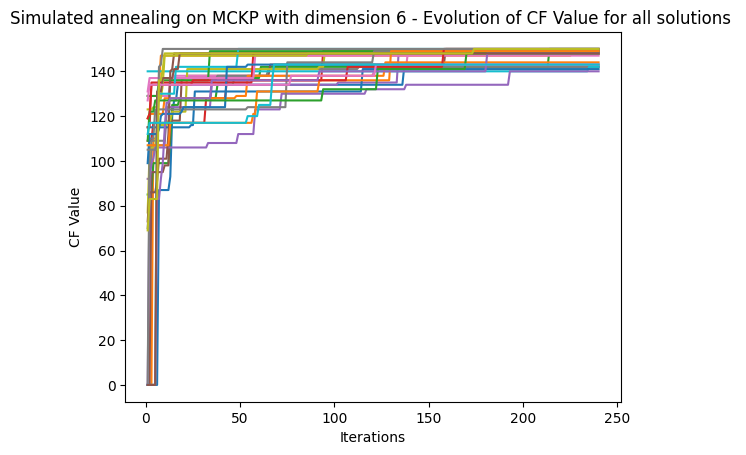 Simulated annealing on MCKP with dimension 6 - Evolution of CF Value for all solutions
140
120
100
80
60
40
20
0
CF Value
0 50 100 150 200 250
Iterations